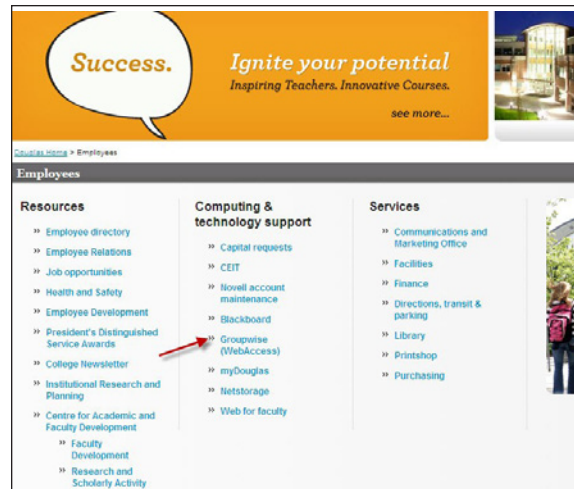 Success.
Ignite your potential
Inspiring Teachers. Innovative Courses.
see more...
Douglas Home > Employees
Employees
Resources
» Employee directory
» Employee Relations
» Job opportunities
» Health and Safety
» Employee Development
» President's Distinguished
Service Awards
» College Newsletter
» Institutional Research and
Planning
» Centre for Academic and
Faculty Development
» Faculty
Development
» Research and
Scholarly Activity
Computing &
technology support
» Capital requests
» CEIT
» Novell account
maintenance
» Blackboard
» Groupwise
(WebAccess)
» myDouglas
» Netstorage
» Web for faculty
Services
» Communications and
Marketing Office
» Facilities
» Finance
» Directions, transit &
parking
» Library
» Printshop
» Purchasing